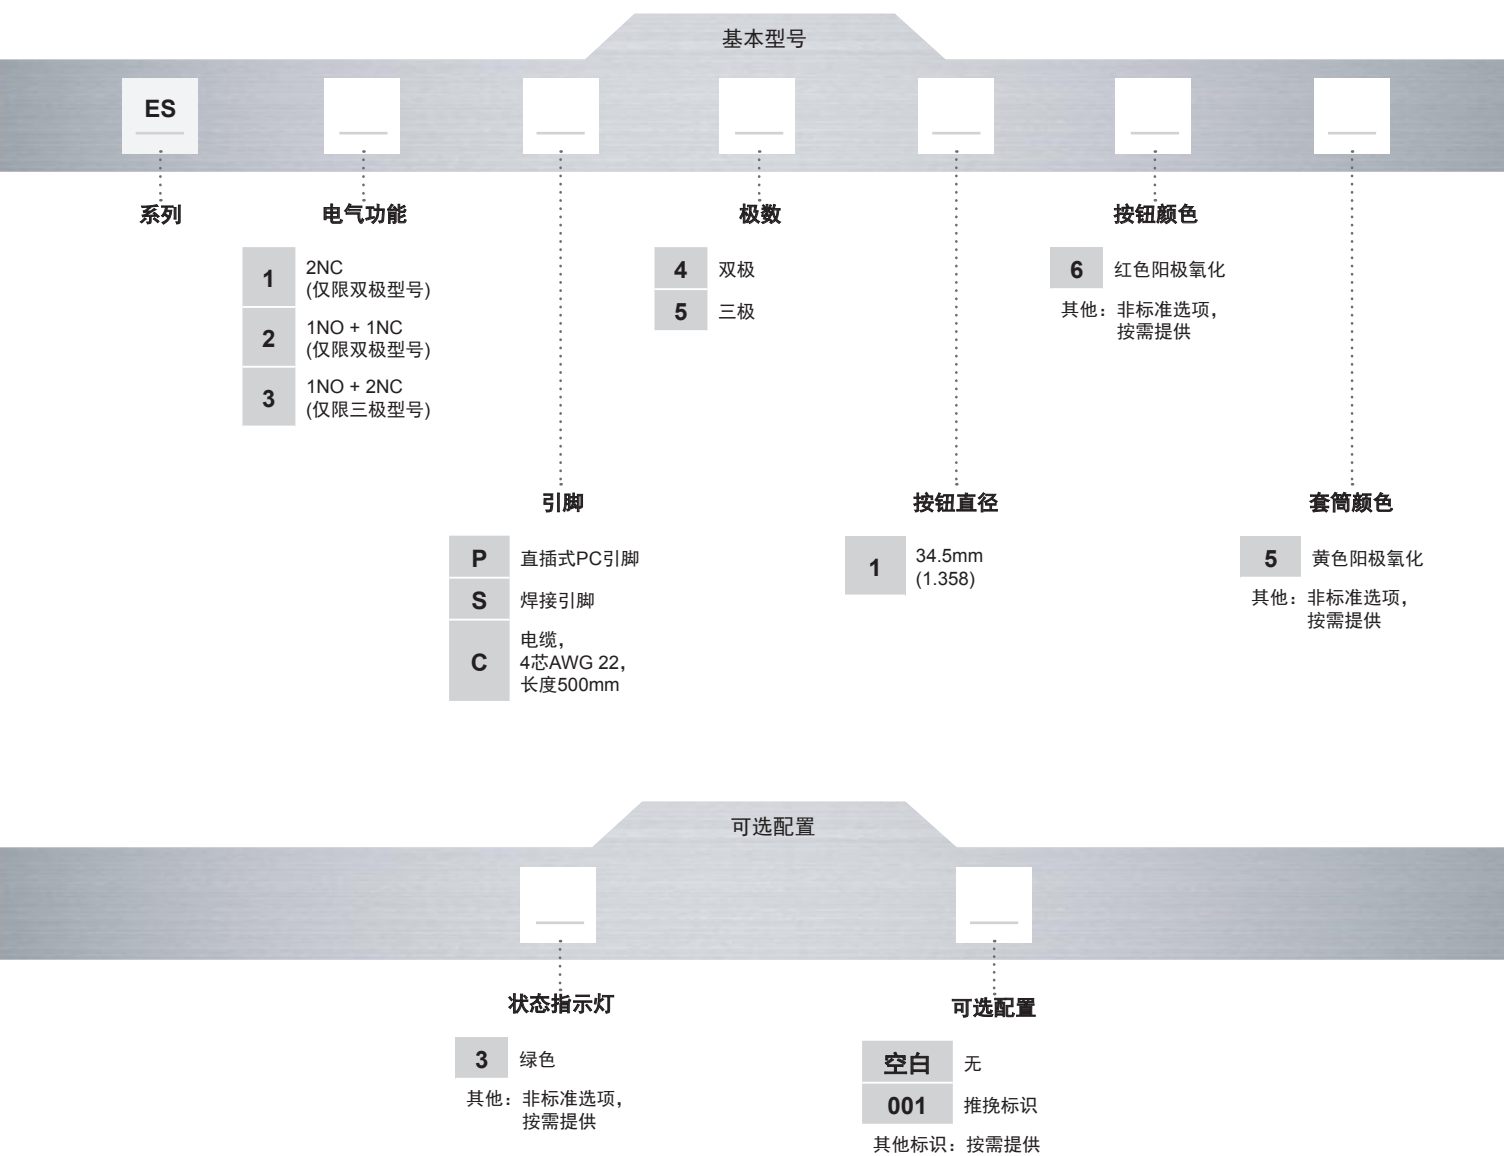 基本型号
ES
系列
电气功能
1
2NC
(仅限双极型号)
2
1NO + 1NC
(仅限双极型号)
3
1NO + 2NC
(仅限三极型号)
极数
4
双极
5
三极
按钮颜色
6
红色阳极氧化
其他：非标准选项，
按需提供
引脚
P
直插式PC引脚
S
焊接引脚
C
电缆，
4芯AWG 22，
长度500mm
按钮直径
1
34.5mm
(1.358)
套筒颜色
5
黄色阳极氧化
其他：非标准选项，
按需提供
可选配置
状态指示灯
3
绿色
其他：非标准选项，
按需提供
可选配置
空白
无
001
推挽标识
其他标识：按需提供